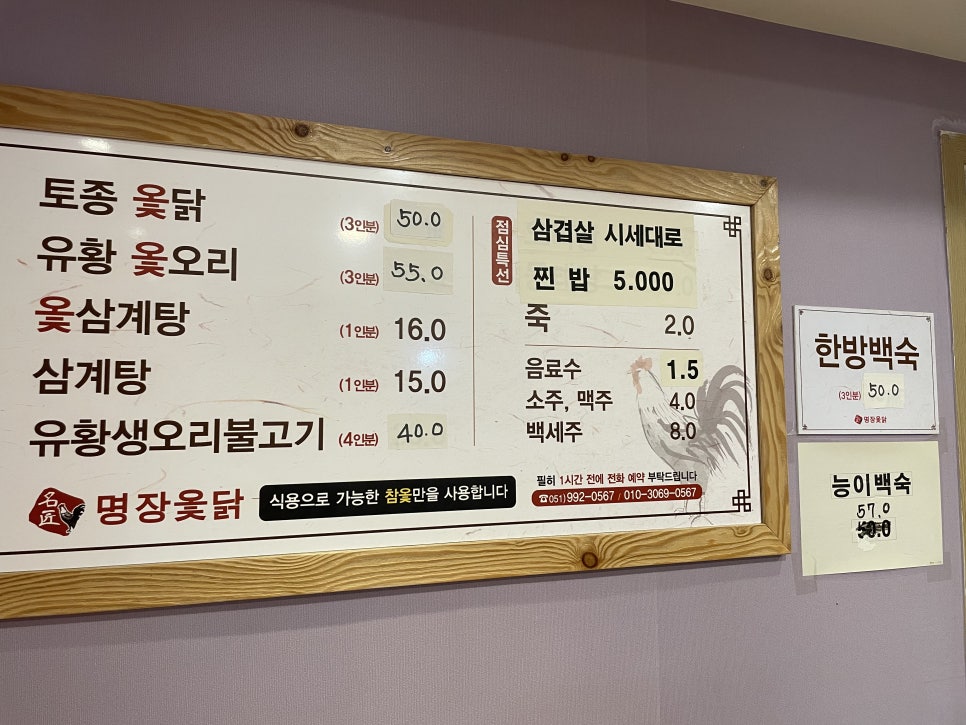 토종 옻닭 (3인분) 50.0
유황 옻오리 (3인분) 55.0
옻삼계탕 (1인분) 16.0
삼계탕 (1인분) 15.0
유황생오리불고기 (4인분) 40.0
점심특선
삼겹살 시세대로
찐 밥 5.000
죽 2.0
음료수 1.5
소주, 맥주 4.0
백세주 8.0
名匠
명장옻닭
식용으로 가능한 참옻만을 사용합니다
필히 1시간 전에 전화 예약 부탁드립니다
☎051)992-0567 / 010-3069-0567
한방백숙
(3인분) 50.0
명장옻닭
능이백숙
57.0